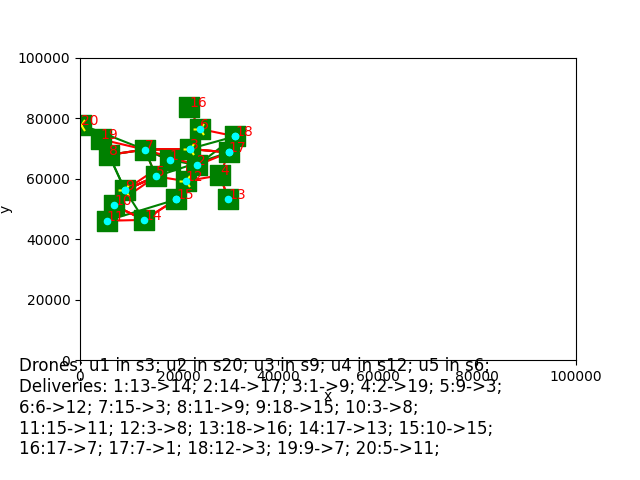 100000
80000
60000
40000
20000
0
y
0 20000 40000 60000 80000 100000
x
16
20
19
18
13
14
Drones: u1 in s3; u2 in s20; u3 in s9; u4 in s12; u5 in s6;
Deliveries: 1:13->14; 2:14->17; 3:1->9; 4:2->19; 5:9->3;
6:6->12; 7:15->3; 8:11->9; 9:18->15; 10:3->8;
11:15->11; 12:3->8; 13:18->16; 14:17->13; 15:10->15;
16:17->7; 17:7->1; 18:12->3; 19:9->7; 20:5->11;